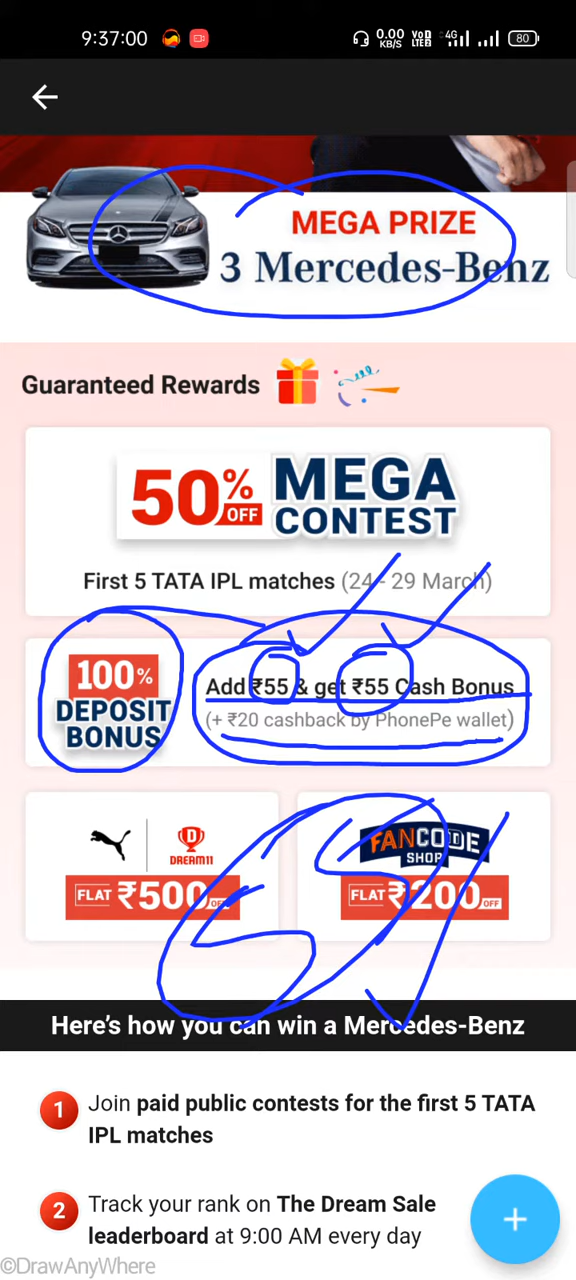 9:37:00 0.00 KB/S VoD LTE2 4G 80
MEGA PRIZE
3 Mercedes-Benz
Guaranteed Rewards
50% OFF MEGA CONTEST
First 5 TATA IPL matches (24 - 29 March)
100% DEPOSIT BONUS
Add ₹55 & get ₹55 Cash Bonus
(+ ₹20 cashback by PhonePe wallet)
DREAM11
FLAT ₹500 OFF
FANCODE SHOP
FLAT ₹200 OFF
Here's how you can win a Mercedes-Benz
1 Join paid public contests for the first 5 TATA
IPL matches
2 Track your rank on The Dream Sale
leaderboard at 9:00 AM every day
©DrawAnyWhere